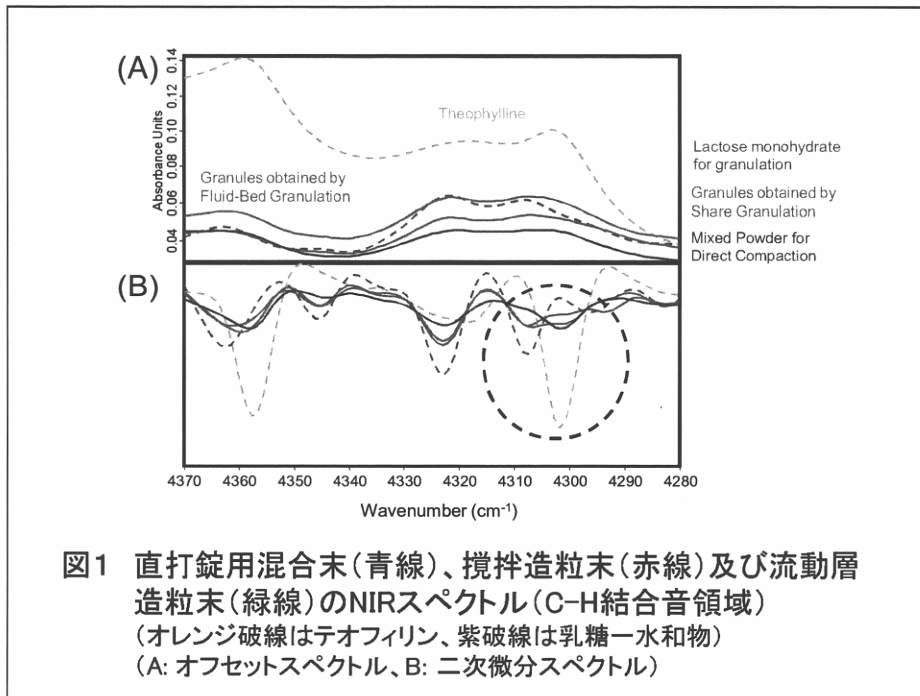 (A)
Absorbance Units
0.14
0.12
0.10
0.08
0.06
0.04
Theophylline
Granules obtained by
Fluid-Bed Granulation
Lactose monohydrate
for granulation
Granules obtained by
Share Granulation
Mixed Powder for
Direct Compaction
(B)
4370 4360 4350 4340 4330 4320 4310 4300 4290 4280
Wavenumber (cm⁻¹)
図1 直打錠用混合末(青線)、撹拌造粒末(赤線)及び流動層
造粒末(緑線)のNIRスペクトル(C-H結合音領域)
(オレンジ破線はテオフィリン、紫破線は乳糖一水和物)
(A: オフセットスペクトル、B: 二次微分スペクトル)